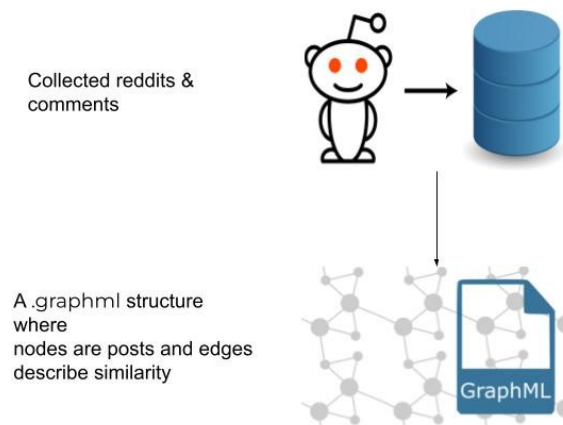 Collected reddits &
comments
A .graphml structure
where
nodes are posts and edges
describe similarity
GraphML